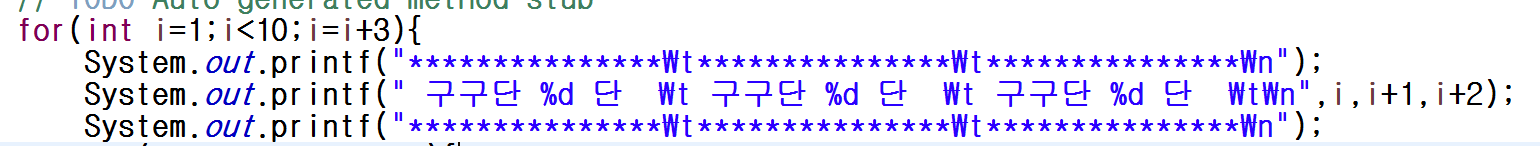 // TODO Auto-generated method stub
for(int i=1;i<10;i=i+3){
System.out.printf("***************₩t***************₩t***************₩n");
System.out.printf(" 구구단 %d 단  ₩t 구구단 %d 단  ₩t 구구단 %d 단  ₩t₩n",i,i+1,i+2);
System.out.printf("***************₩t***************₩t***************₩n");